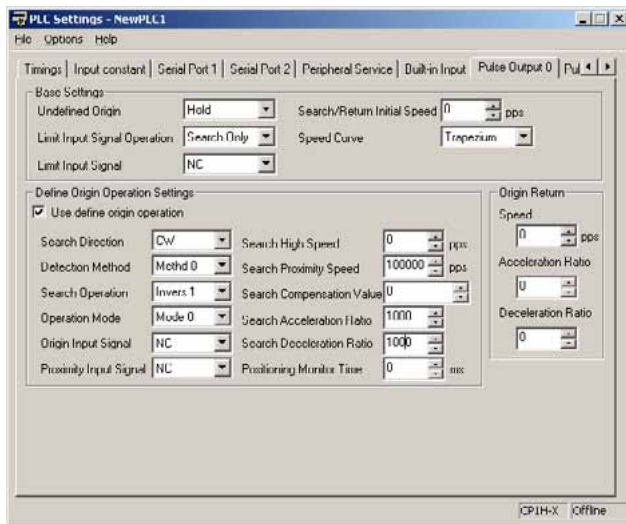 PLC Settings - NewPLC1
File Options Help
Timings Input constant Serial Port 1 Serial Port 2 Peripheral Service Built-in Input Pulse Output 0 Pul
Base Settings
Undefined Origin Hold Search/Return Initial Speed 0 pps
Limit Input Signal Operation Search Only Speed Curve Trapezium
Limit Input Signal NC
Define Origin Operation Settings
Use define origin operation
Search Direction CW Search High Speed 0 pps
Detection Method Methd 0 Search Proximity Speed 100000 pps
Search Operation Invers 1 Search Compensation Value 0
Operation Mode Mode 0 Search Acceleration Ratio 1000
Origin Input Signal NC Search Deceleration Ratio 1000
Proximity Input Signal NC Positioning Monitor Time 0 ms
Origin Return
Speed
0 pps
Acceleration Ratio
0
Deceleration Ratio
0
CP1H-X Offline